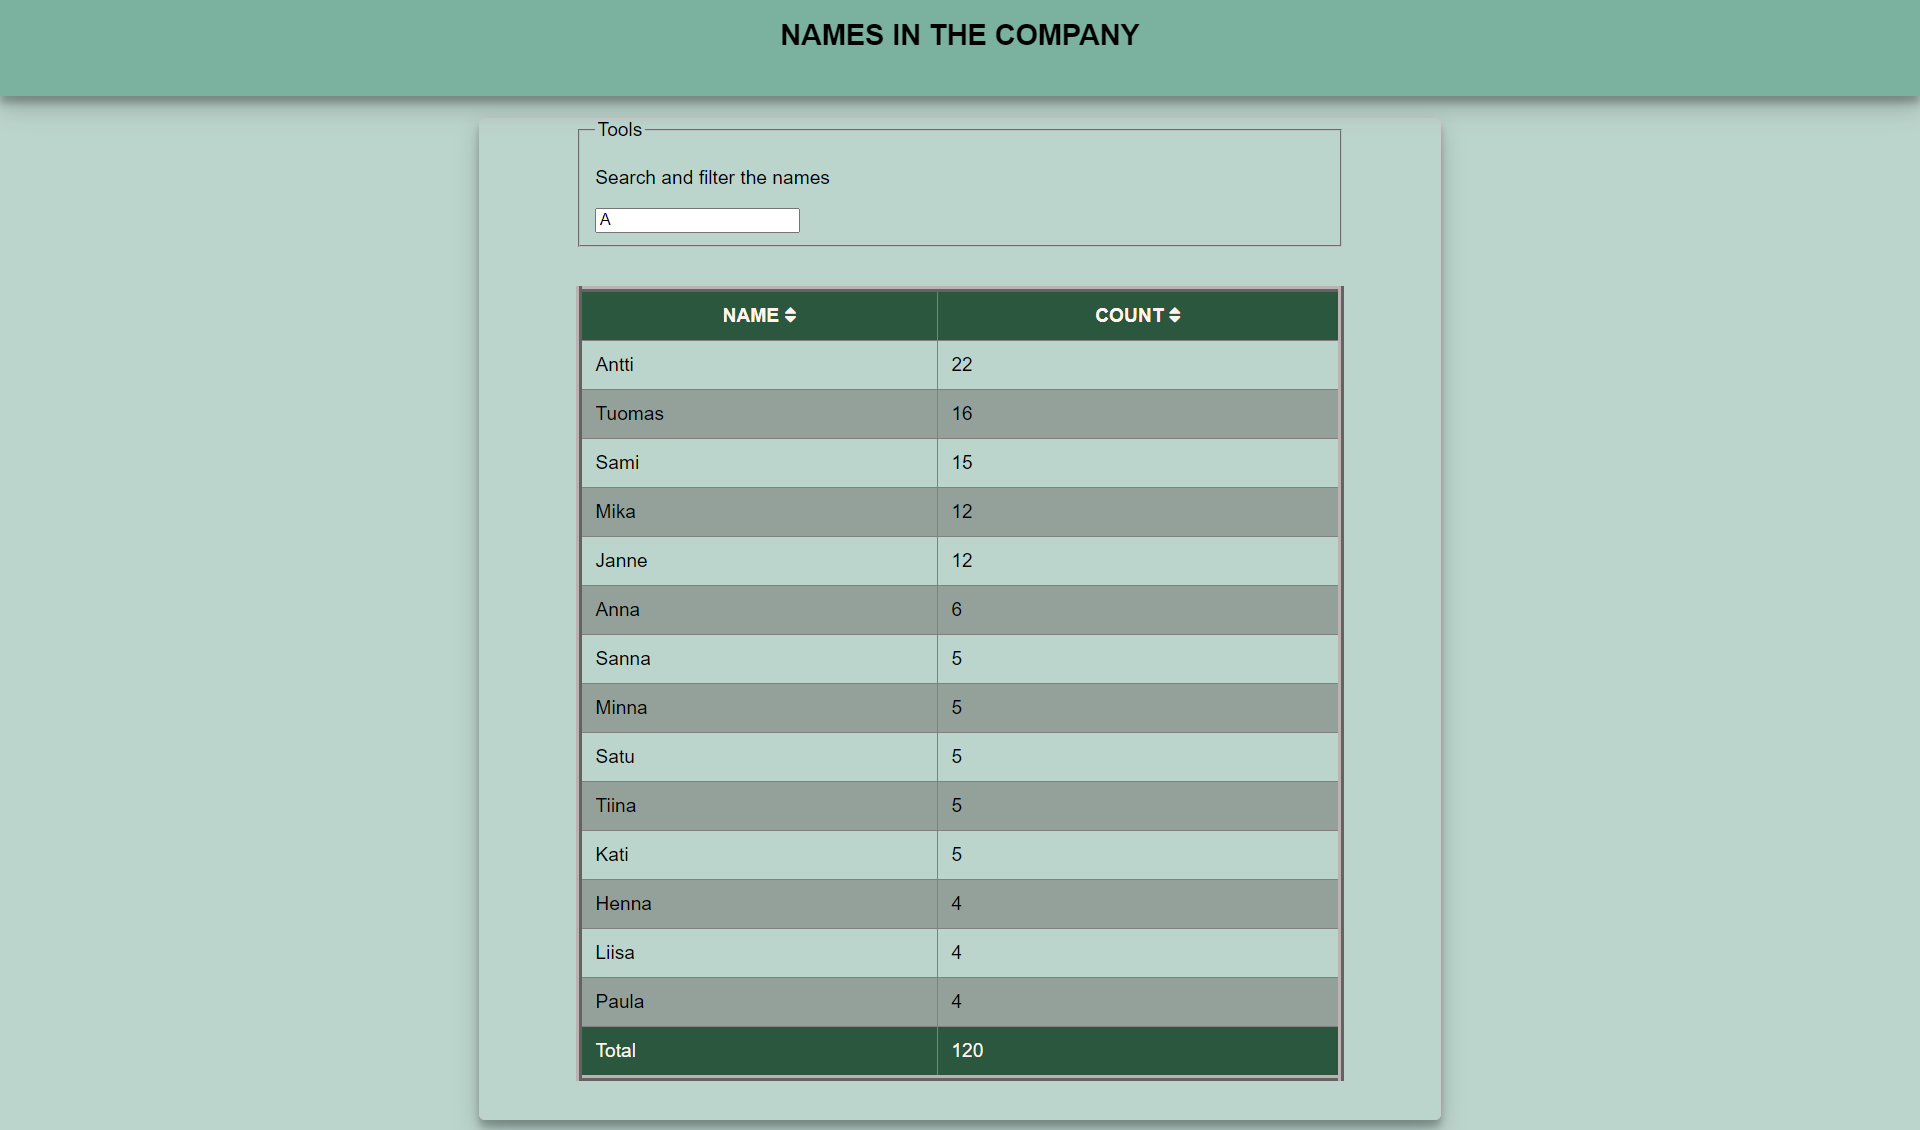 NAMES IN THE COMPANY
Tools
Search and filter the names
A
NAME COUNT
Antti 22
Tuomas 16
Sami 15
Mika 12
Janne 12
Anna 6
Sanna 5
Minna 5
Satu 5
Tiina 5
Kati 5
Henna 4
Liisa 4
Paula 4
Total 120